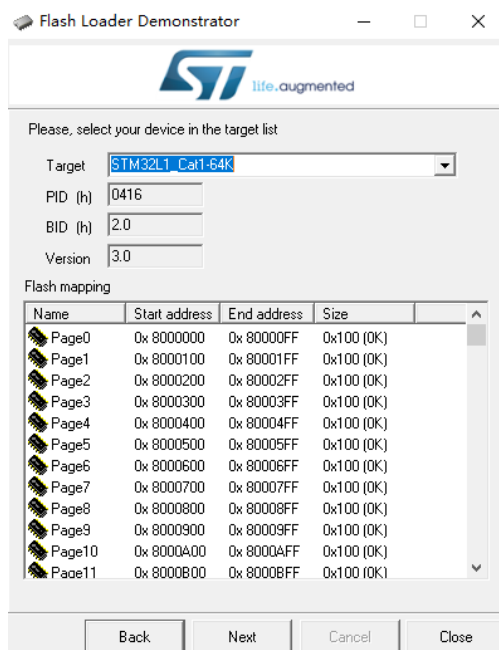 Flash Loader Demonstrator
ST life.augmented
Please, select your device in the target list
Target STM32L1_Cat1-64K
PID (h) 0416
BID (h) 2.0
Version 3.0
Flash mapping
Name Start address End address Size
Page0 0x 8000000 0x 80000FF 0x100 (0K)
Page1 0x 8000100 0x 80001FF 0x100 (0K)
Page2 0x 8000200 0x 80002FF 0x100 (0K)
Page3 0x 8000300 0x 80003FF 0x100 (0K)
Page4 0x 8000400 0x 80004FF 0x100 (0K)
Page5 0x 8000500 0x 80005FF 0x100 (0K)
Page6 0x 8000600 0x 80006FF 0x100 (0K)
Page7 0x 8000700 0x 80007FF 0x100 (0K)
Page8 0x 8000800 0x 80008FF 0x100 (0K)
Page9 0x 8000900 0x 80009FF 0x100 (0K)
Page10 0x 8000A00 0x 8000AFF 0x100 (0K)
Page11 0x 8000B00 0x 8000BFF 0x100 (0K)
Back Next Cancel Close